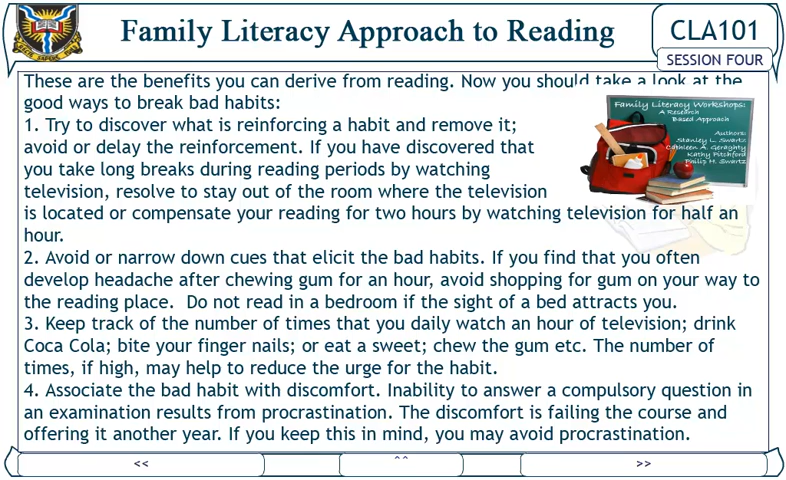 Family Literacy Approach to Reading
CLA101
SESSION FOUR
These are the benefits you can derive from reading. Now you should take a look at the
good ways to break bad habits:
1. Try to discover what is reinforcing a habit and remove it;
avoid or delay the reinforcement. If you have discovered that
you take long breaks during reading periods by watching
television, resolve to stay out of the room where the television
is located or compensate your reading for two hours by watching television for half an
hour.
2. Avoid or narrow down cues that elicit the bad habits. If you find that you often
develop headache after chewing gum for an hour, avoid shopping for gum on your way to
the reading place. Do not read in a bedroom if the sight of a bed attracts you.
3. Keep track of the number of times that you daily watch an hour of television; drink
Coca Cola; bite your finger nails; or eat a sweet; chew the gum etc. The number of
times, if high, may help to reduce the urge for the habit.
4. Associate the bad habit with discomfort. Inability to answer a compulsory question in
an examination results from procrastination. The discomfort is failing the course and
offering it another year. If you keep this in mind, you may avoid procrastination.
Family Literacy Workshops:
A Research
Based Approach
Authors:
Stanley L. Swartz
Cathleen A. Geraghty
Kathy Pitchford
Philip H. Swartz
<<
^^
>>